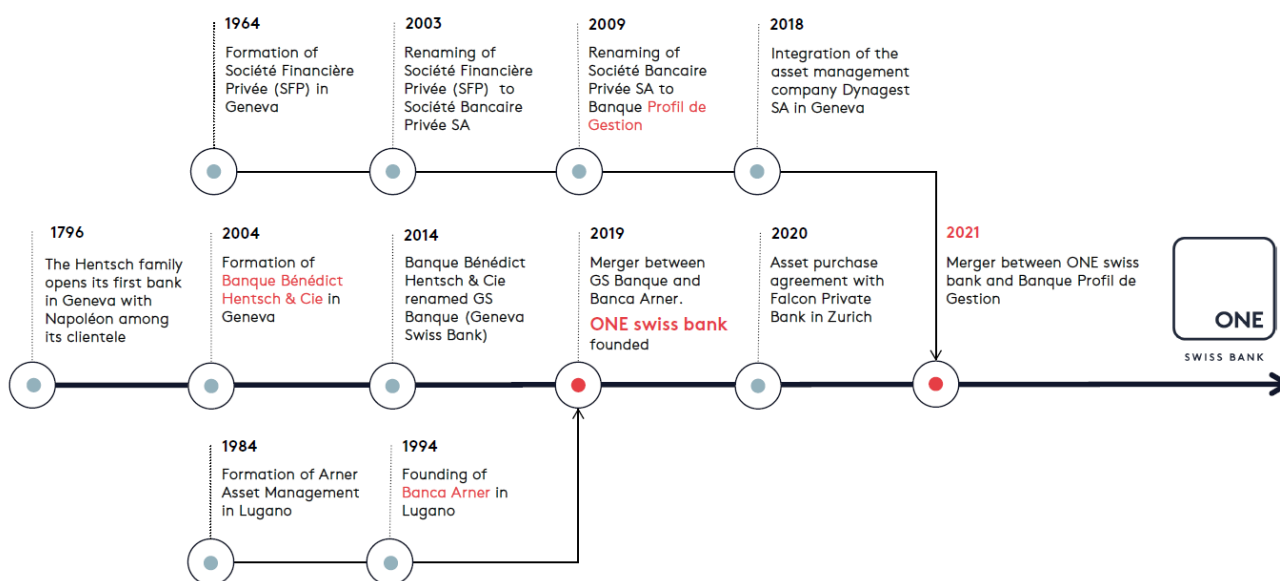 1964
Formation of
Société Financière
Privée (SFP) in
Geneva
2003
Renaming of
Société Financière
Privée (SFP) to
Société Bancaire
Privée SA
2009
Renaming of
Société Bancaire
Privée SA to
Banque Profil de
Gestion
2018
Integration of the
asset management
company Dynagest
SA in Geneva
1796
The Hentsch family
opens its first bank
in Geneva with
Napoléon among
its clientele
2004
Formation of
Banque Bénédict
Hentsch & Cie in
Geneva
2014
Banque Bénédict
Hentsch & Cie
renamed GS
Banque (Geneva
Swiss Bank)
2019
Merger between
GS Banque and
Banca Arner.
ONE swiss bank
founded
2020
Asset purchase
agreement with
Falcon Private
Bank in Zurich
2021
Merger between ONE swiss
bank and Banque Profil de
Gestion
ONE
SWISS BANK
1984
Formation of Arner
Asset Management
in Lugano
1994
Founding of
Banca Arner in
Lugano